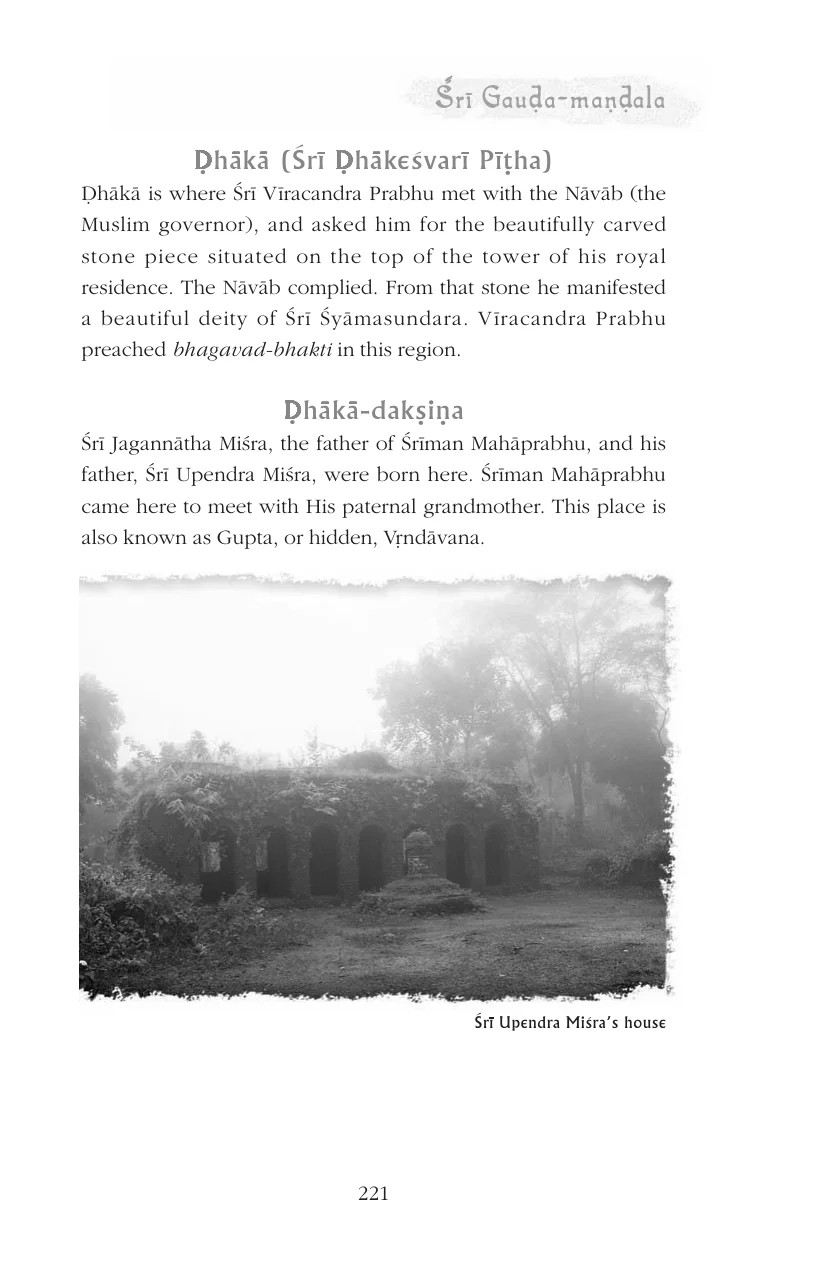 Śrī Gauḍa-maṇḍala
Ḍhākā (Śrī Ḍhākeśvarī Pīṭha)
Ḍhākā is where Śrī Vīracandra Prabhu met with the Nāvāb (the
Muslim governor), and asked him for the beautifully carved
stone piece situated on the top of the tower of his royal
residence. The Nāvāb complied. From that stone he manifested
a beautiful deity of Śrī Śyāmasundara. Vīracandra Prabhu
preached bhagavad-bhakti in this region.
Ḍhākā-dakṣiṇa
Śrī Jagannātha Miśra, the father of Śrīman Mahāprabhu, and his
father, Śrī Upendra Miśra, were born here. Śrīman Mahāprabhu
came here to meet with His paternal grandmother. This place is
also known as Gupta, or hidden, Vṛndāvana.
Śrī Upendra Miśra's house
221